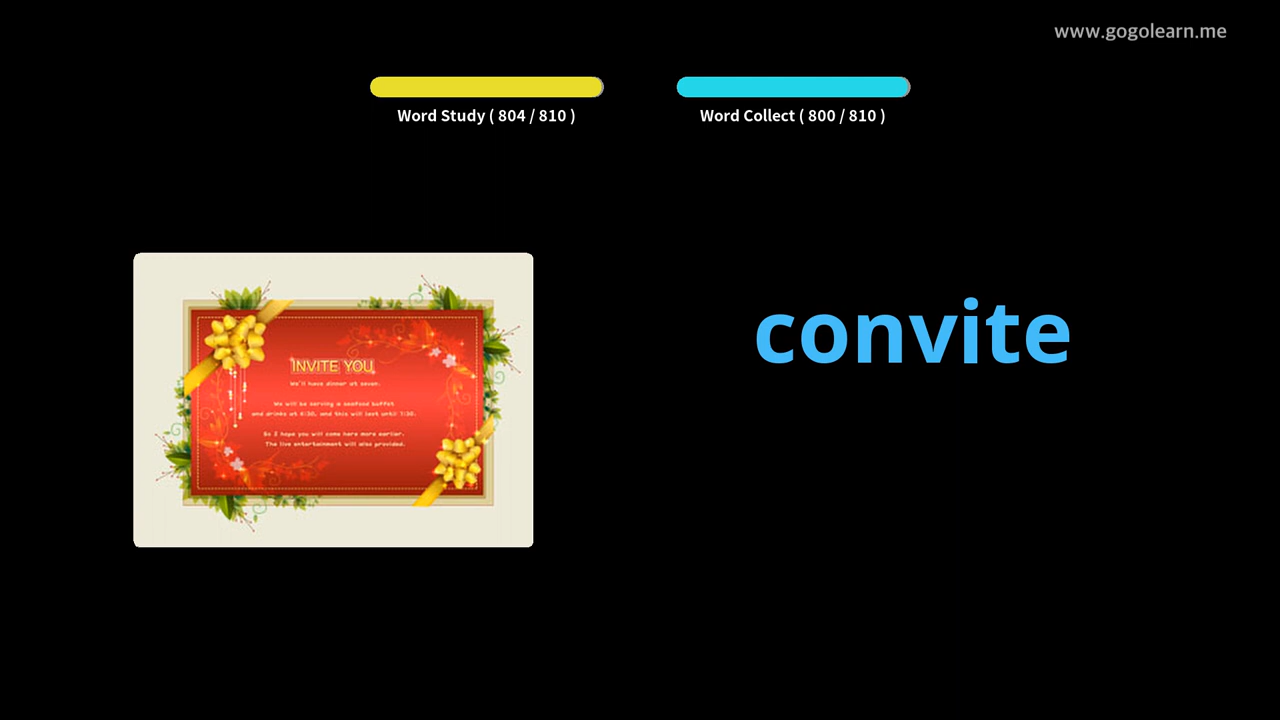 www.gogolearn.me
Word Study ( 804 / 810 )
Word Collect ( 800 / 810 )
convite
INVITE YOU
We'll have dinner at seven.
We will be serving a seafood buffet
and drinks at 6:30, and this will last until 7:30.
So I hope you will come here more earlier.
The live entertainment will also provided.